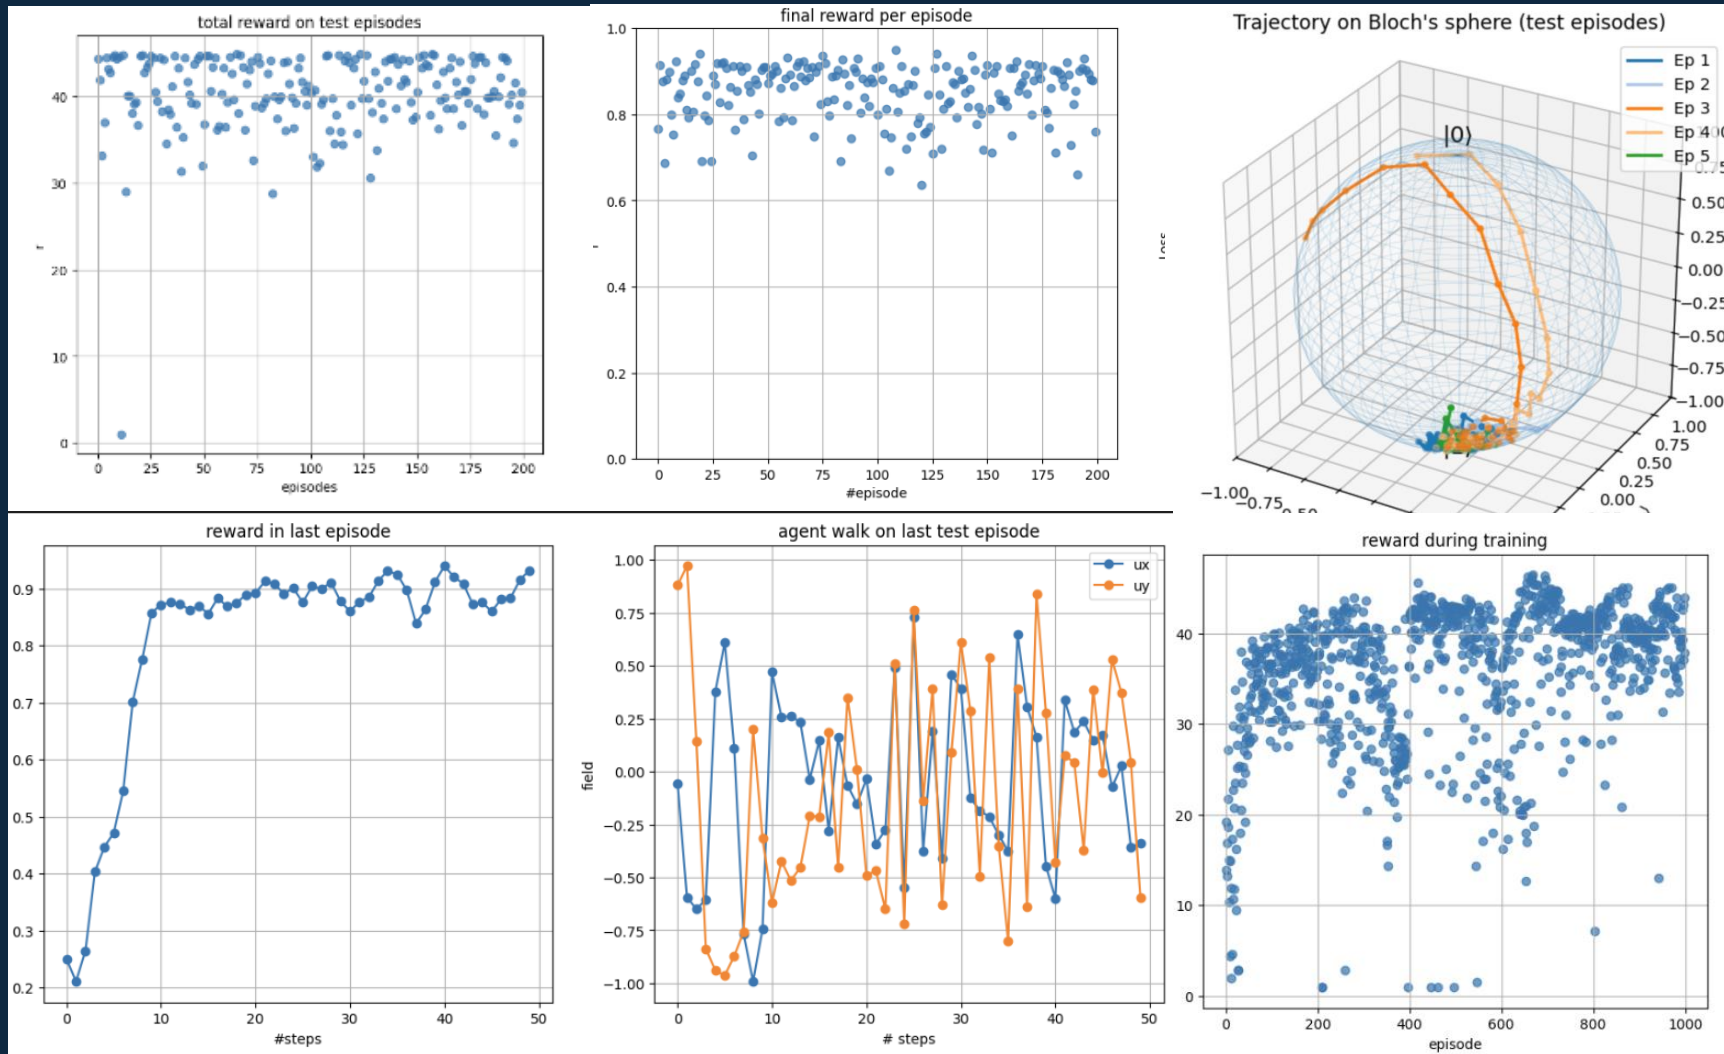 total reward on test episodes
40
30
20
10
0
r
0 25 50 75 100 125 150 175 200
episodes
final reward per episode
1.0
0.8
0.6
0.4
0.2
0.0
0 25 50 75 100 125 150 175 200
#episode
Loss
Trajectory on Bloch's sphere (test episodes)
Ep 1
Ep 2
Ep 3
Ep 4
Ep 5
|0⟩
0.50
0.25
0.00
−0.25
−0.50
−0.75
−1.00
1.00
0.75
0.50
0.25
0.00
−1.00
−0.75
reward in last episode
0.9
0.8
0.7
0.6
0.5
0.4
0.3
0.2
0 10 20 30 40 50
#steps
agent walk on last test episode
ux
uy
1.00
0.75
0.50
0.25
0.00
−0.25
−0.50
−0.75
−1.00
field
0 10 20 30 40 50
# steps
reward during training
40
30
20
10
0
0 200 400 600 800 1000
episode